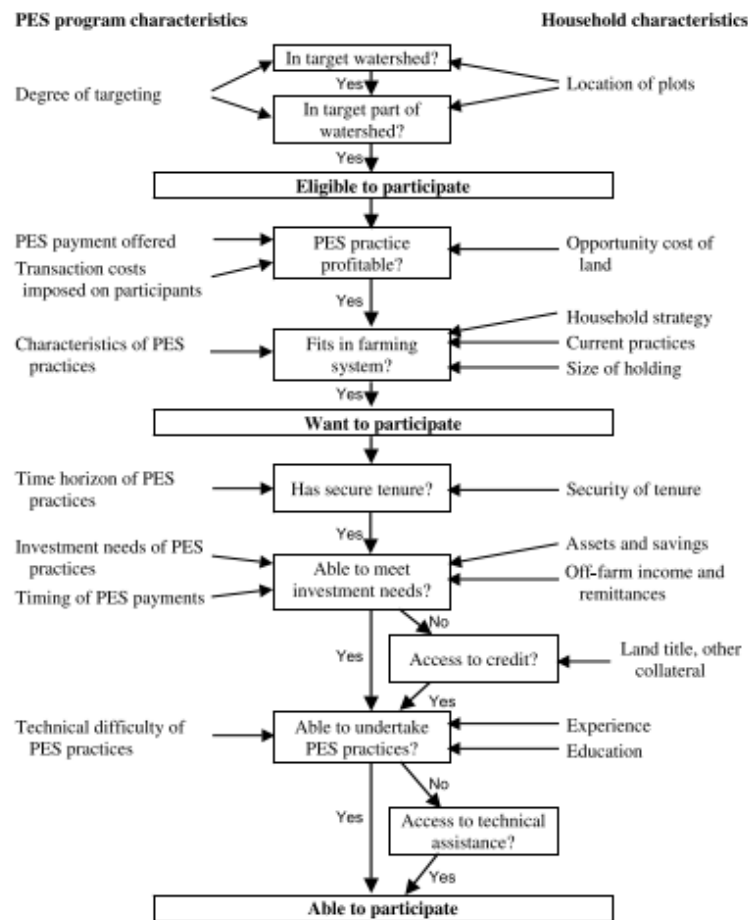 PES program characteristics
Household characteristics
In target watershed?
Yes
Degree of targeting
Location of plots
In target part of
watershed?
Yes
Eligible to participate
PES payment offered
Transaction costs
imposed on participants
PES practice
profitable?
Opportunity cost of
land
Yes
Household strategy
Characteristics of PES
practices
Fits in farming
system?
Current practices
Size of holding
Yes
Want to participate
Time horizon of PES
practices
Has secure tenure?
Security of tenure
Yes
Investment needs of PES
practices
Timing of PES payments
Able to meet
investment needs?
Assets and savings
Off-farm income and
remittances
No
Yes
Access to credit?
Land title, other
collateral
Yes
Technical difficulty of
PES practices
Able to undertake
PES practices?
Experience
Education
No
Yes
Access to technical
assistance?
Yes
Able to participate